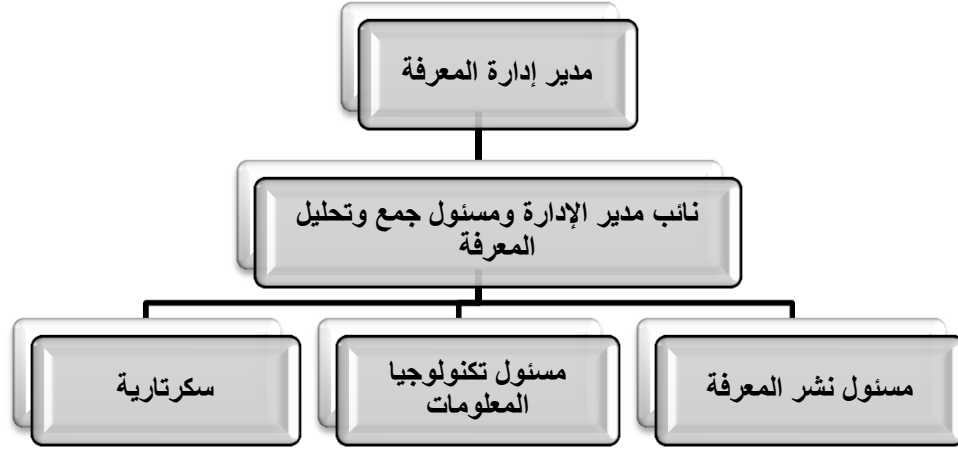 مدير إدارة المعرفة
نائب مدير الإدارة ومسئول جمع وتحليل
المعرفة
مسئول نشر المعرفة
مسئول تكنولوجيا
المعلومات
سكرتارية